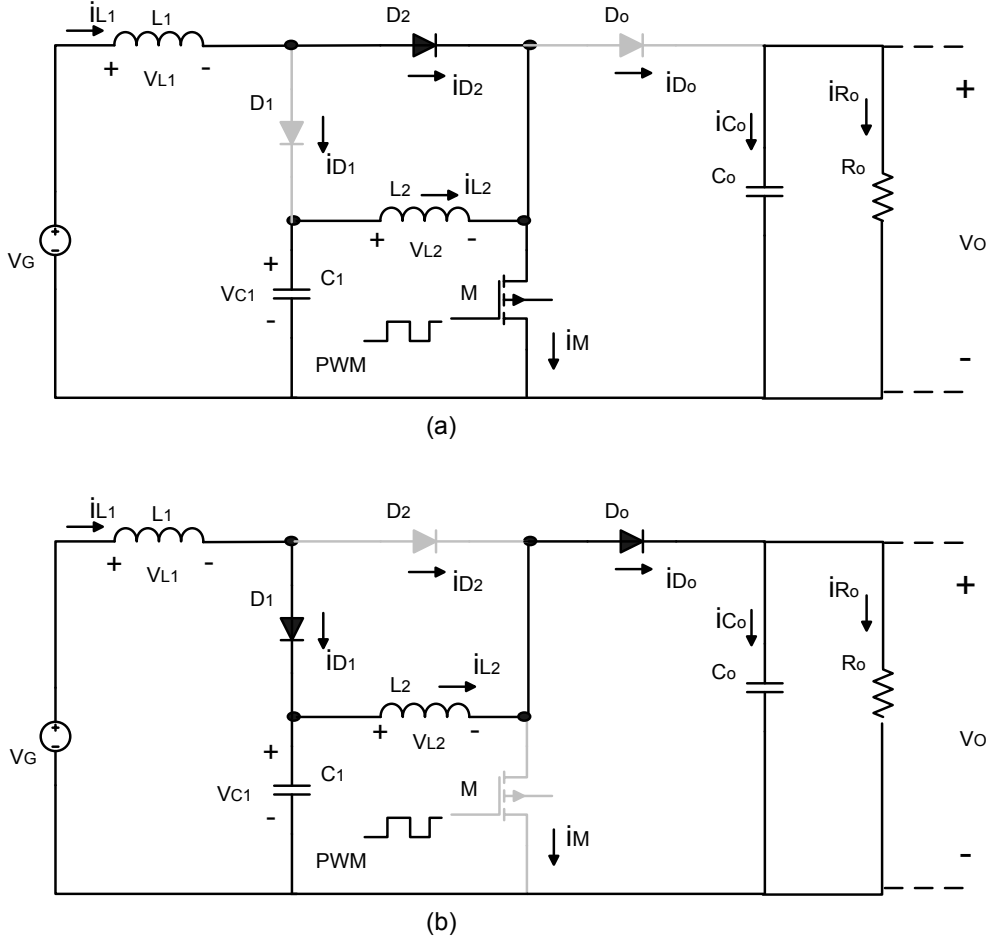 iL1 L1 D2 Do
+ VL1 - iD2 iDo
D1 iD1 iCo iRo +
L2 iL2 Co Ro
+ VL2 -
VG + - VO
+ VC1 - C1 M
PWM iM -
(a)
iL1 L1 D2 Do
+ VL1 - iD2 iDo
D1 iD1 iCo iRo +
L2 iL2 Co Ro
+ VL2 -
VG + - VO
+ VC1 - C1 M
PWM iM -
(b)